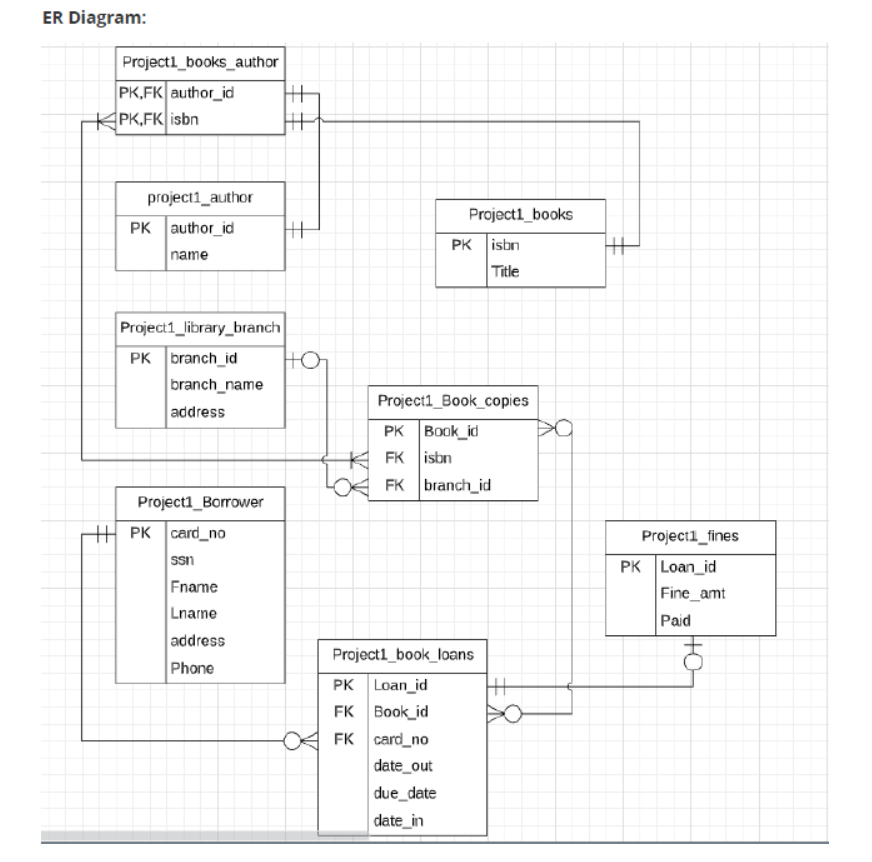 ER Diagram:
Project1_books_author
PK,FK author_id
PK,FK isbn
project1_author
PK author_id
name
Project1_books
PK isbn
Title
Project1_library_branch
PK branch_id
branch_name
address
Project1_Book_copies
PK Book_id
FK isbn
FK branch_id
Project1_Borrower
PK card_no
ssn
Fname
Lname
address
Phone
Project1_fines
PK Loan_id
Fine_amt
Paid
Project1_book_loans
PK Loan_id
FK Book_id
FK card_no
date_out
due_date
date_in